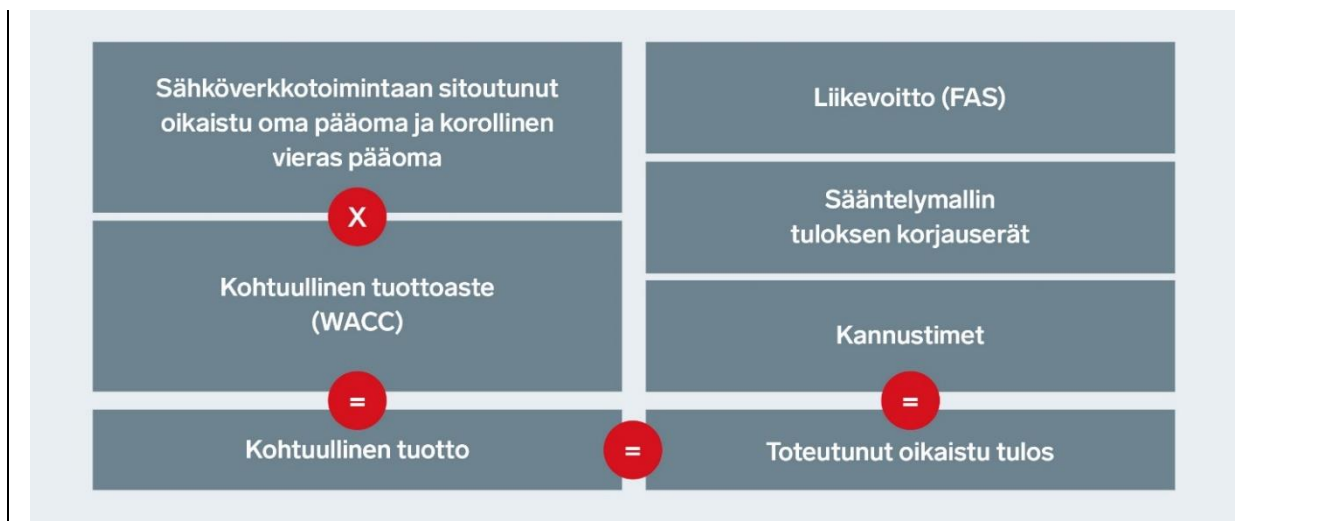 Sähköverkkotoimintaan sitoutunut
oikaistu oma pääoma ja korollinen
vieras pääoma
X
Kohtuullinen tuottoaste
(WACC)
=
Kohtuullinen tuotto
=
Liikevoitto (FAS)
Sääntelymallin
tuloksen korjauserät
Kannustimet
=
Toteutunut oikaistu tulos